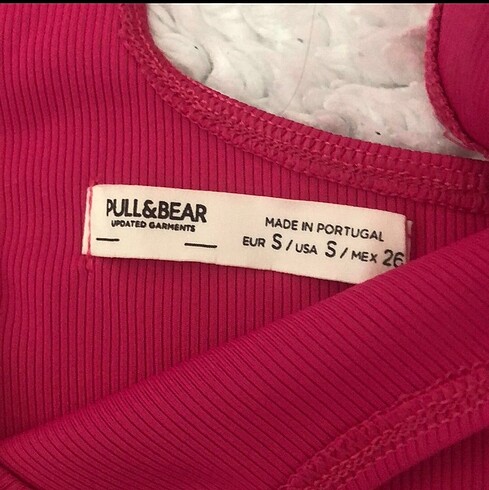 PULL&BEAR
UPDATED GARMENTS
MADE IN PORTUGAL
EUR S / USA S / MEX 26